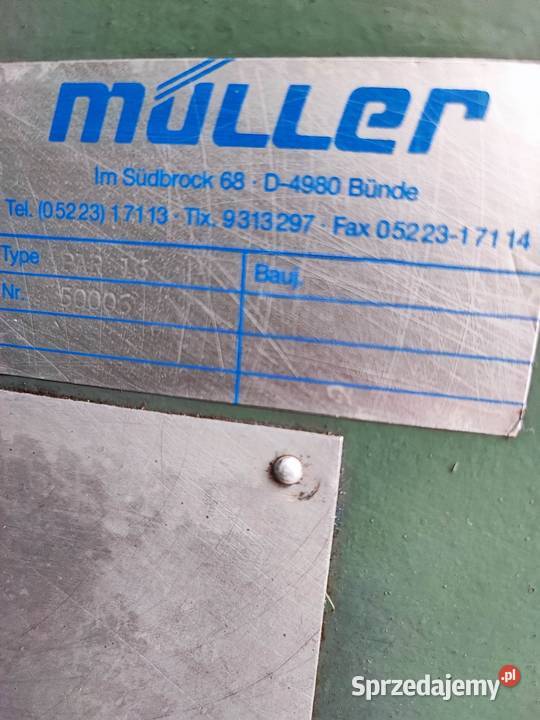 müller
Im Südbrock 68 · D-4980 Bünde
Tel. (05223) 17113 · Tlx. 9313297 · Fax 05223-17114
Type Bauj.
Nr. 50006
Sprzedajemy.pl